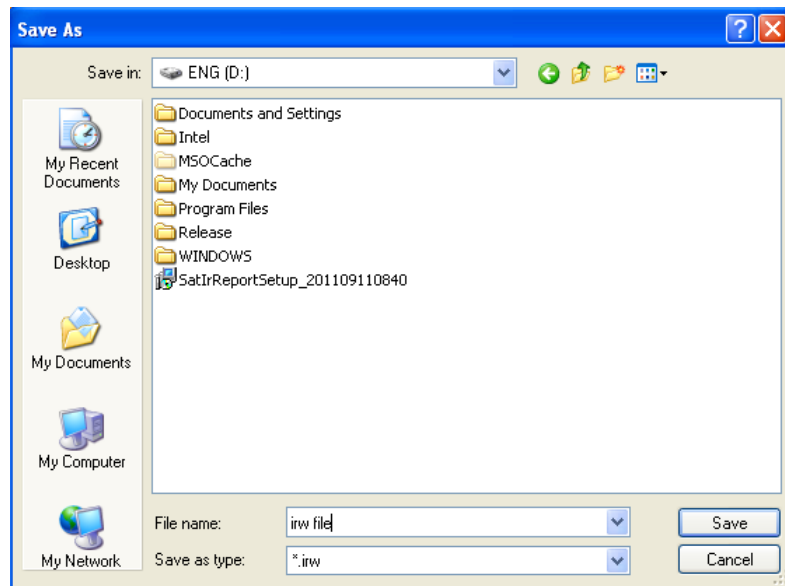 Save As
Save in: ENG (D:)
My Recent
Documents
Desktop
My Documents
My Computer
My Network
Documents and Settings
Intel
MSOCache
My Documents
Program Files
Release
WINDOWS
SatIrReportSetup_201109110840
File name: irw file Save
Save as type: *.irw Cancel